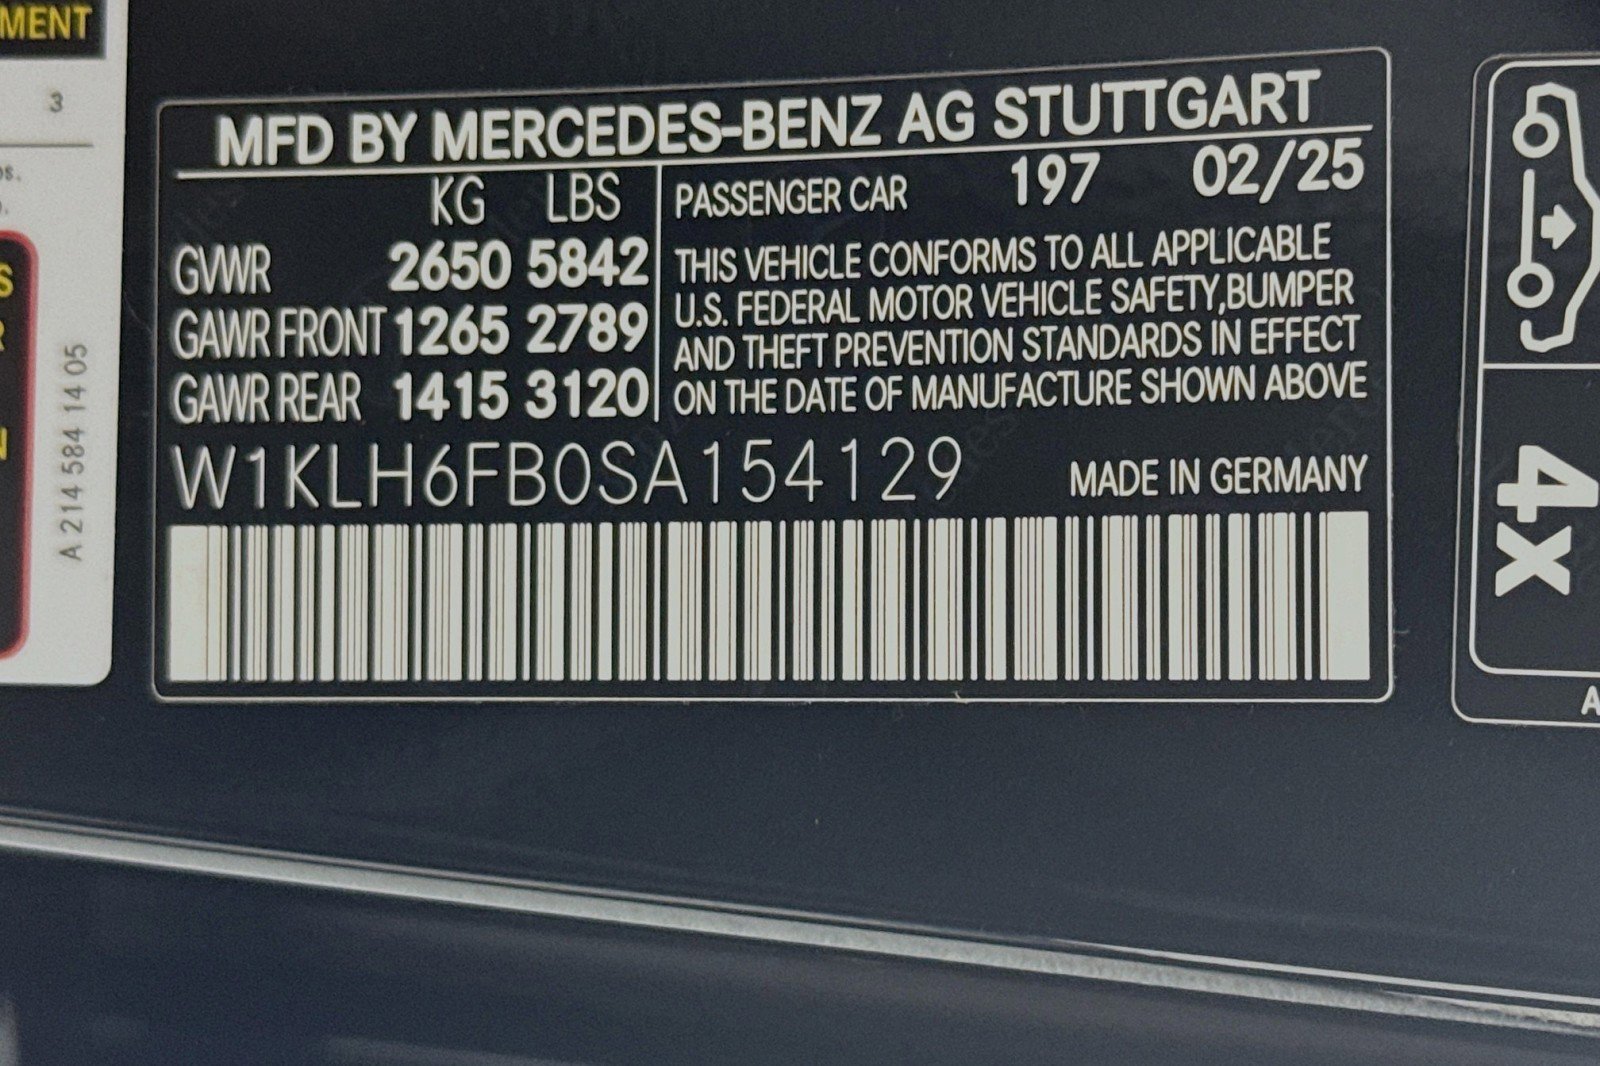 MENT
3
S
A 214 584 14 05
MFD BY MERCEDES-BENZ AG STUTTGART
KG LBS
GVWR 2650 5842
GAWR FRONT 1265 2789
GAWR REAR 1415 3120
PASSENGER CAR 197 02/25
THIS VEHICLE CONFORMS TO ALL APPLICABLE
U.S. FEDERAL MOTOR VEHICLE SAFETY,BUMPER
AND THEFT PREVENTION STANDARDS IN EFFECT
ON THE DATE OF MANUFACTURE SHOWN ABOVE
W1KLH6FB0SA154129
MADE IN GERMANY
4x
A